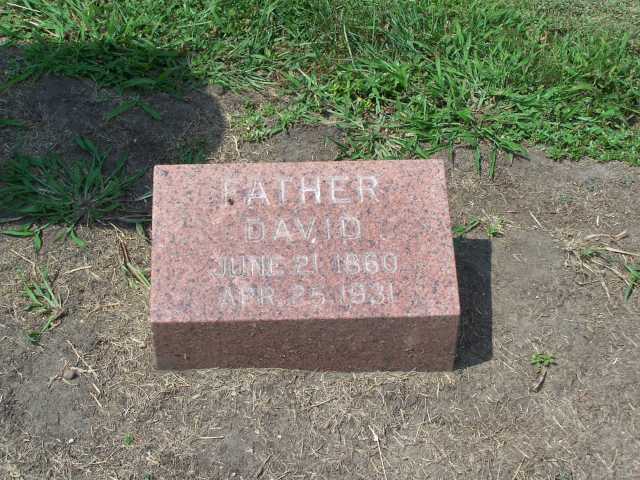 FATHER
DAVID
JUNE 21, 1860
APR. 25, 1931